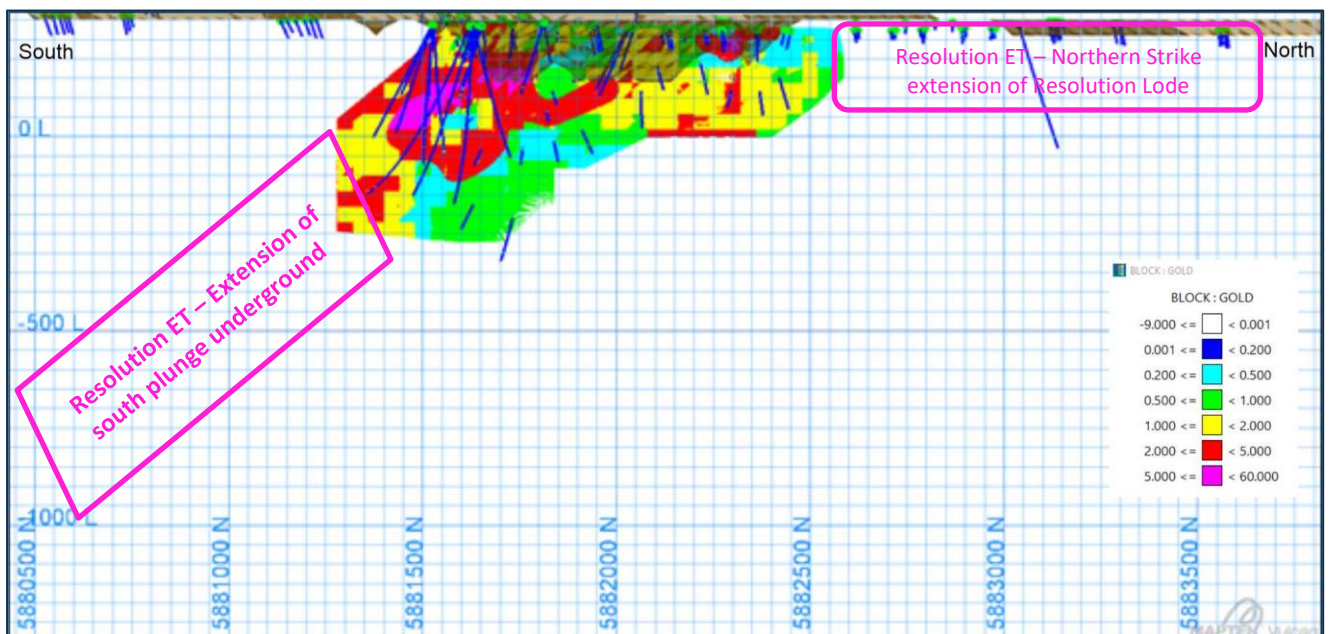 South
North
Resolution ET – Northern Strike
extension of Resolution Lode
0 L
Resolution ET – Extension of
south plunge underground
-500 L
-1000 L
BLOCK : GOLD
BLOCK : GOLD
-9.000 <= < 0.001
0.001 <= < 0.200
0.200 <= < 0.500
0.500 <= < 1.000
1.000 <= < 2.000
2.000 <= < 5.000
5.000 <= < 60.000
5880500 N
5881000 N
5881500 N
5882000 N
5882500 N
5883000 N
5883500 N